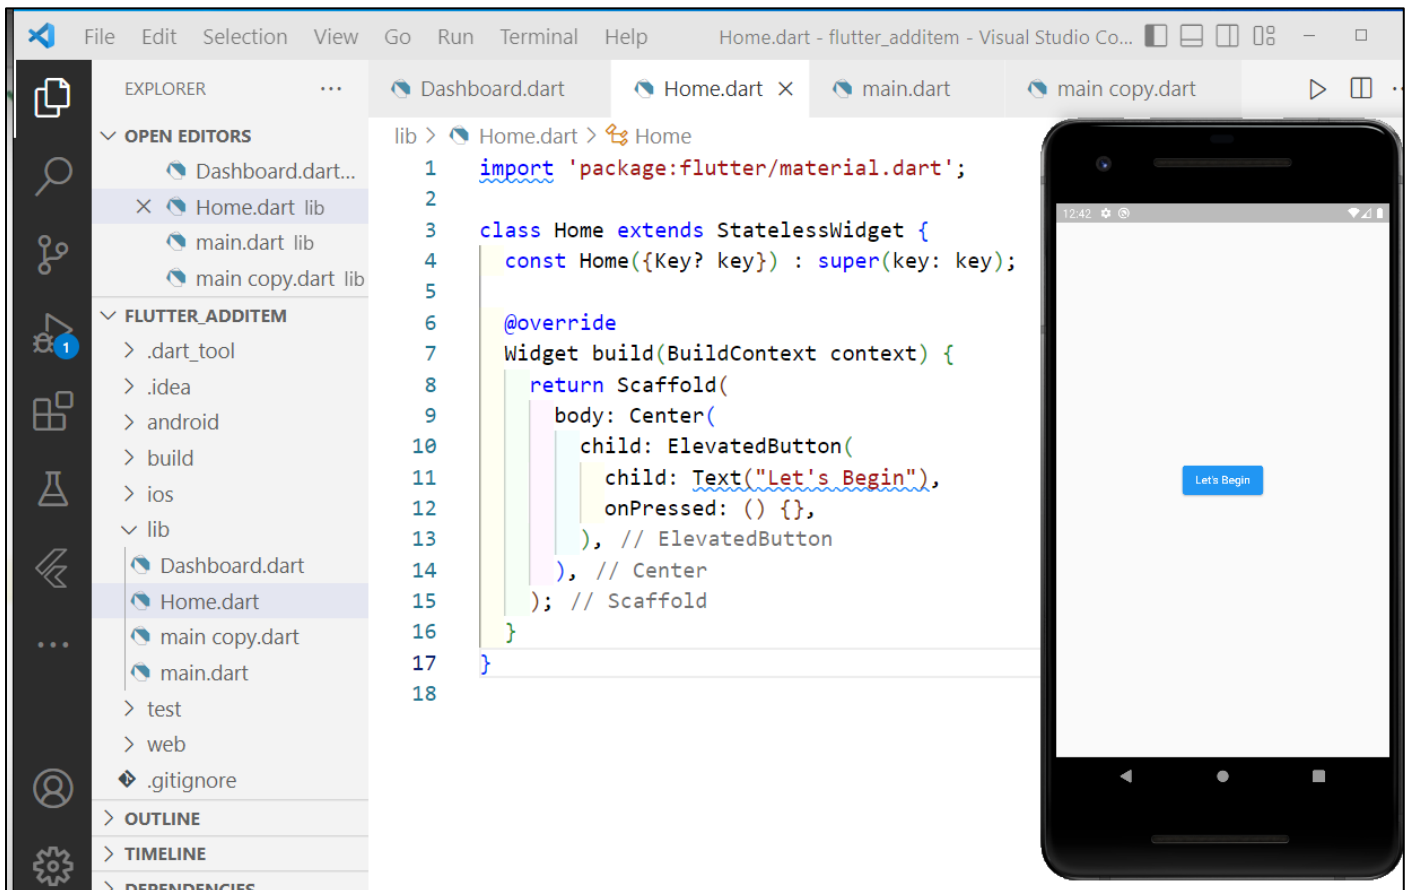 File Edit Selection View Go Run Terminal Help Home.dart - flutter_additem - Visual Studio Co...
EXPLORER ...
OPEN EDITORS
Dashboard.dart...
Home.dart lib
main.dart lib
main copy.dart lib
FLUTTER_ADDITEM
.dart_tool
.idea
android
build
ios
lib
Dashboard.dart
Home.dart
main copy.dart
main.dart
test
web
.gitignore
OUTLINE
TIMELINE
DEPENDENCIES
1
Dashboard.dart Home.dart main.dart main copy.dart
lib > Home.dart > Home
1 import 'package:flutter/material.dart';
2
3 class Home extends StatelessWidget {
4 const Home({Key? key}) : super(key: key);
5
6 @override
7 Widget build(BuildContext context) {
8 return Scaffold(
9 body: Center(
10 child: ElevatedButton(
11 child: Text("Let's Begin"),
12 onPressed: () {},
13 ), // ElevatedButton
14 ), // Center
15 ); // Scaffold
16 }
17 }
18
12:42
Let's Begin